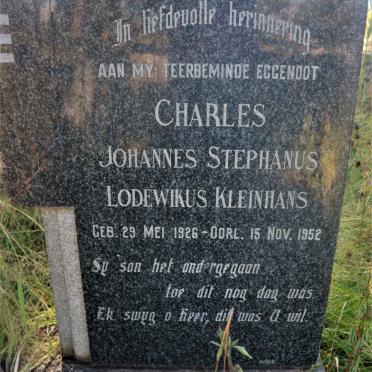 In liefdevolle herinnering
AAN MY TEERBEMINDE EGGENOOT
CHARLES
JOHANNES STEPHANUS
LODEWIKUS KLEINHANS
GEB. 29 MEI 1926 - OORL. 15 NOV. 1952
Sy son het ondergegaan
toe dit nog dag was
Ek swyg o Heer, dit was U wil.